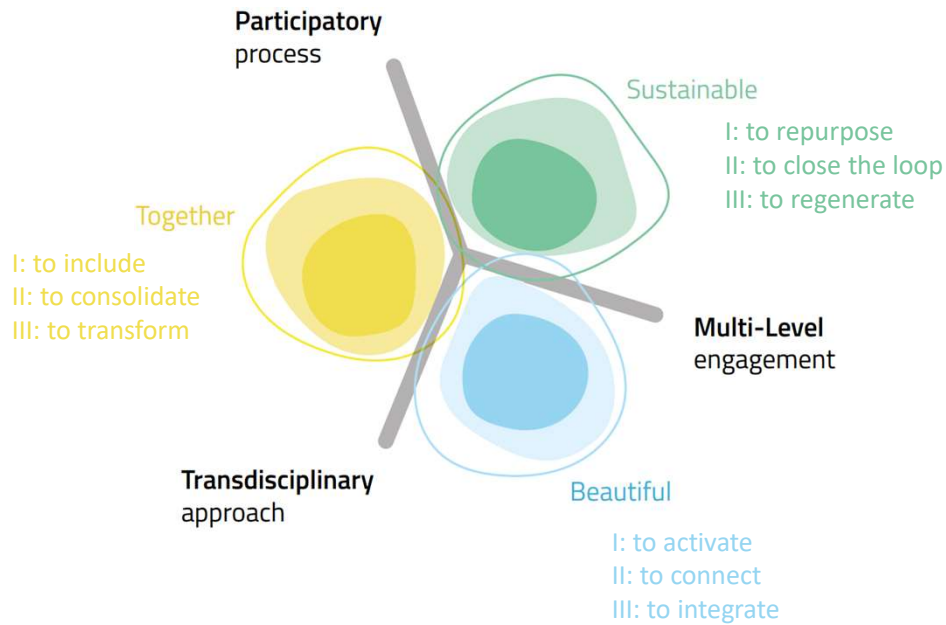 Participatory
process
Sustainable
I: to repurpose
II: to close the loop
III: to regenerate
Together
I: to include
II: to consolidate
III: to transform
Multi-Level
engagement
Transdisciplinary
approach
Beautiful
I: to activate
II: to connect
III: to integrate